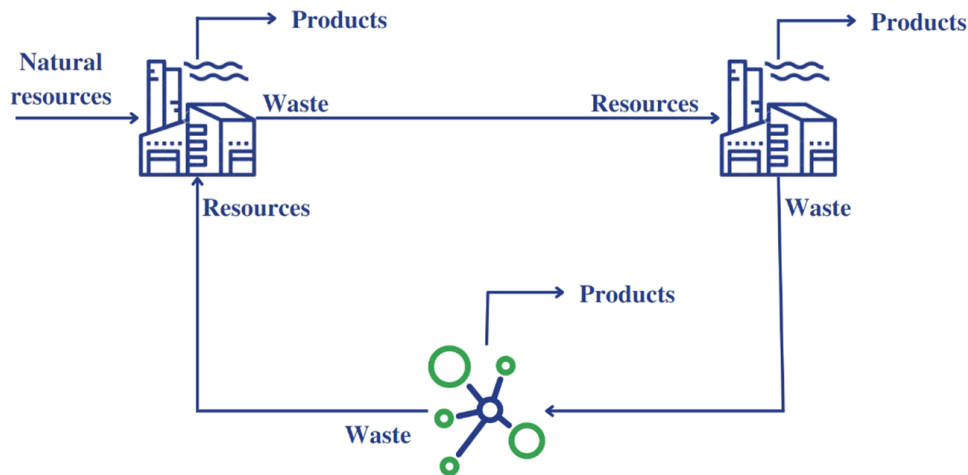 Products
Products
Natural
resources
Waste
Resources
Resources
Waste
Products
Waste